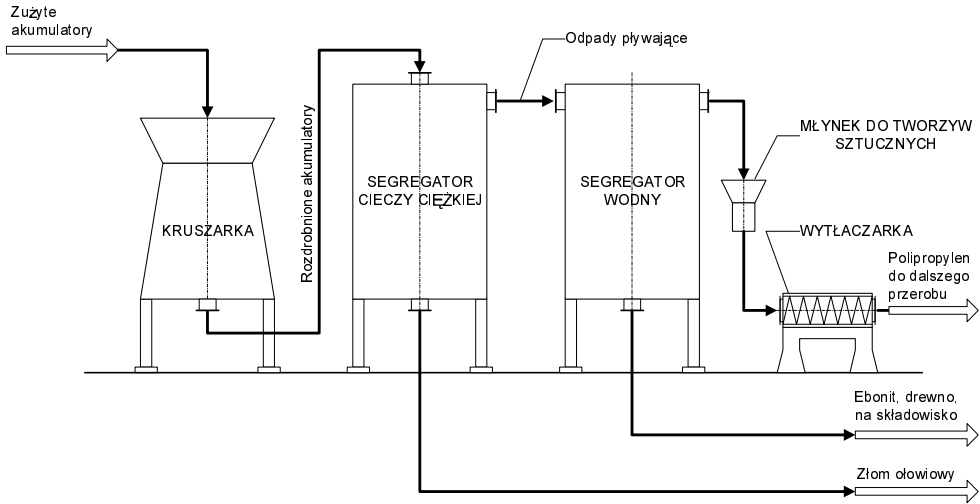 Zużyte
akumulatory
Odpady pływające
MŁYNEK DO TWORZYW
SZTUCZNYCH
Rozdrobnione akumulatory
SEGREGATOR
CIECZY CIĘŻKIEJ
SEGREGATOR
WODNY
KRUSZARKA
WYTŁACZARKA
Polipropylen
do dalszego
przerobu
Ebonit, drewno,
na składowisko
Złom ołowiowy